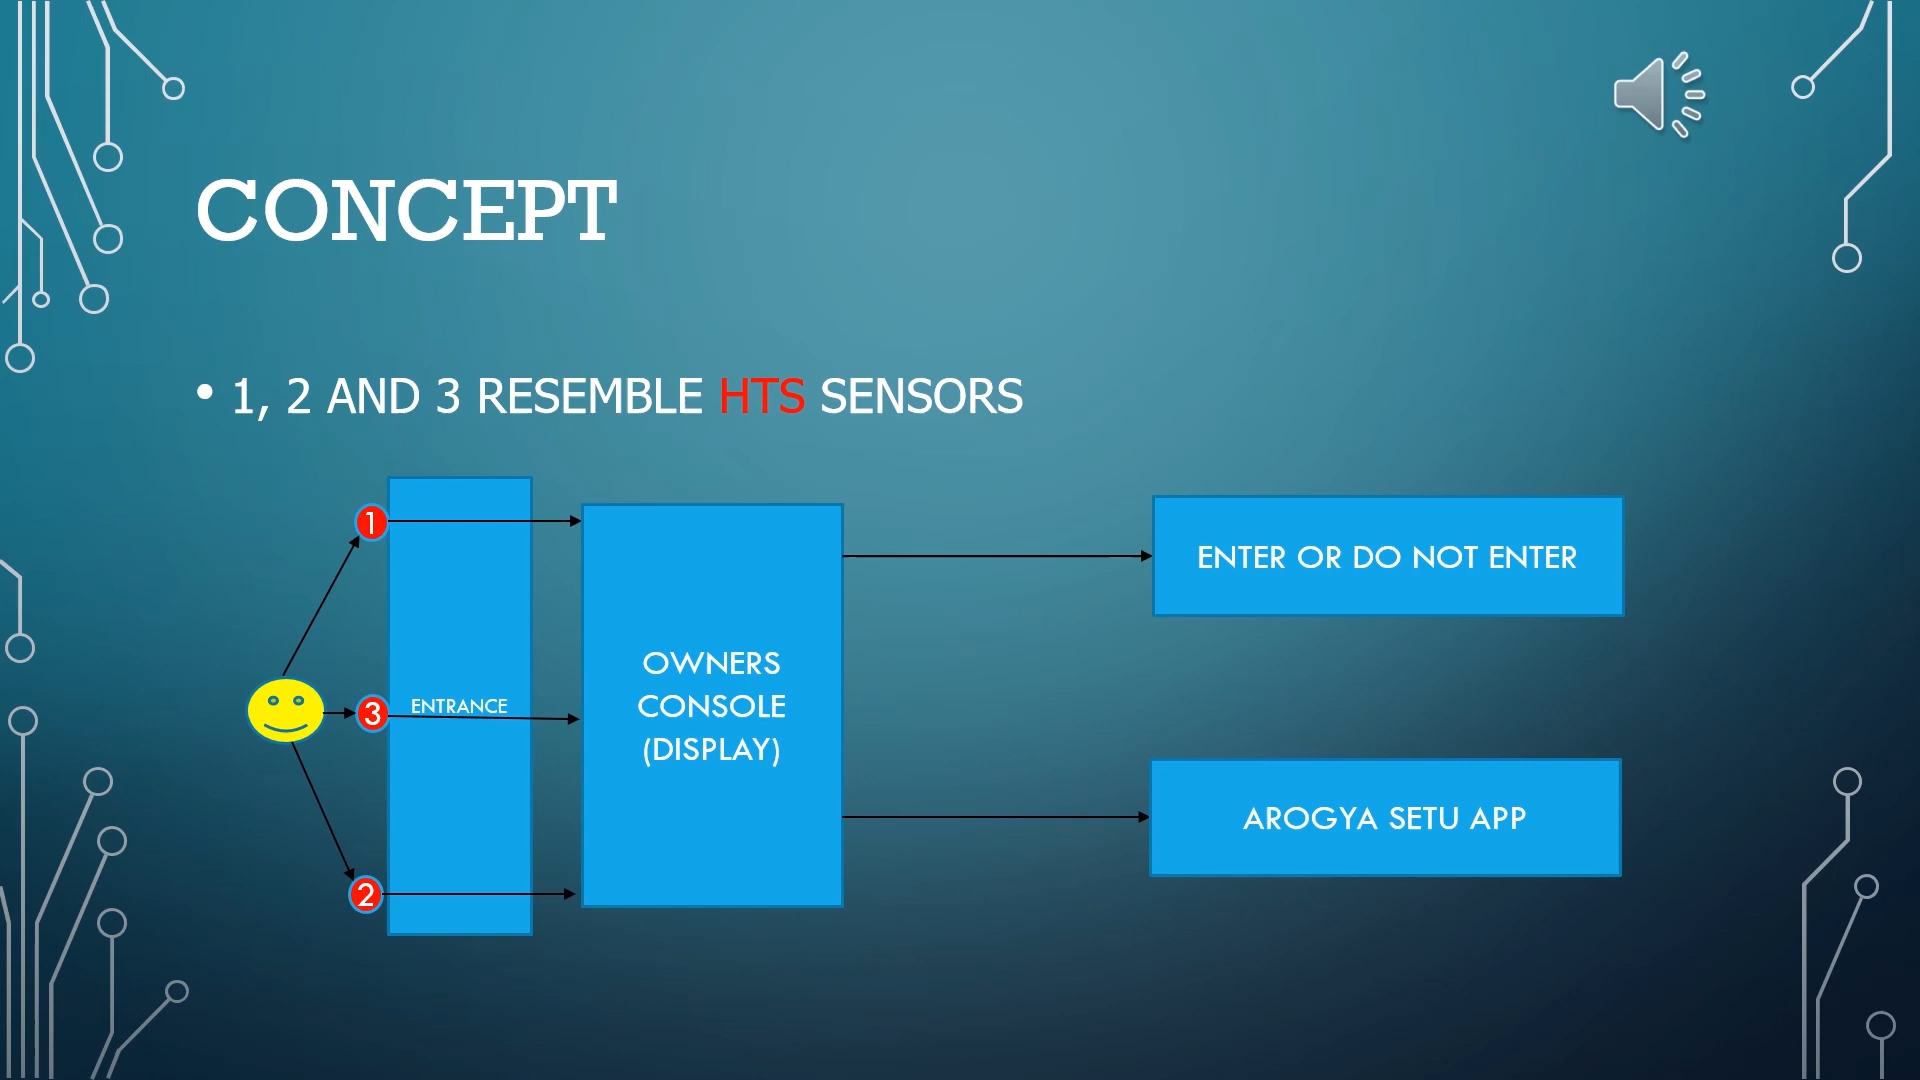 CONCEPT
• 1, 2 AND 3 RESEMBLE HTS SENSORS
1
3
2
ENTRANCE
OWNERS
CONSOLE
(DISPLAY)
ENTER OR DO NOT ENTER
AROGYA SETU APP